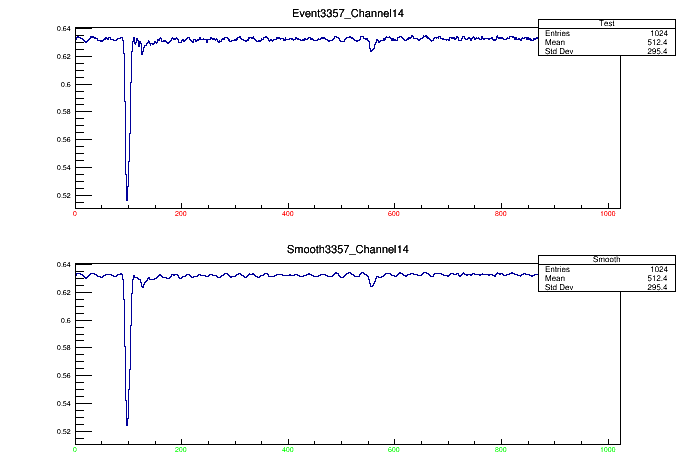 Event3357_Channel14
Test
Entries 1024
Mean 512.4
Std Dev 295.4
0.64
0.62
0.6
0.58
0.56
0.54
0.52
0 200 400 600 800 1000
Smooth3357_Channel14
Smooth
Entries 1024
Mean 512.4
Std Dev 295.4
0.64
0.62
0.6
0.58
0.56
0.54
0.52
0 200 400 600 800 1000